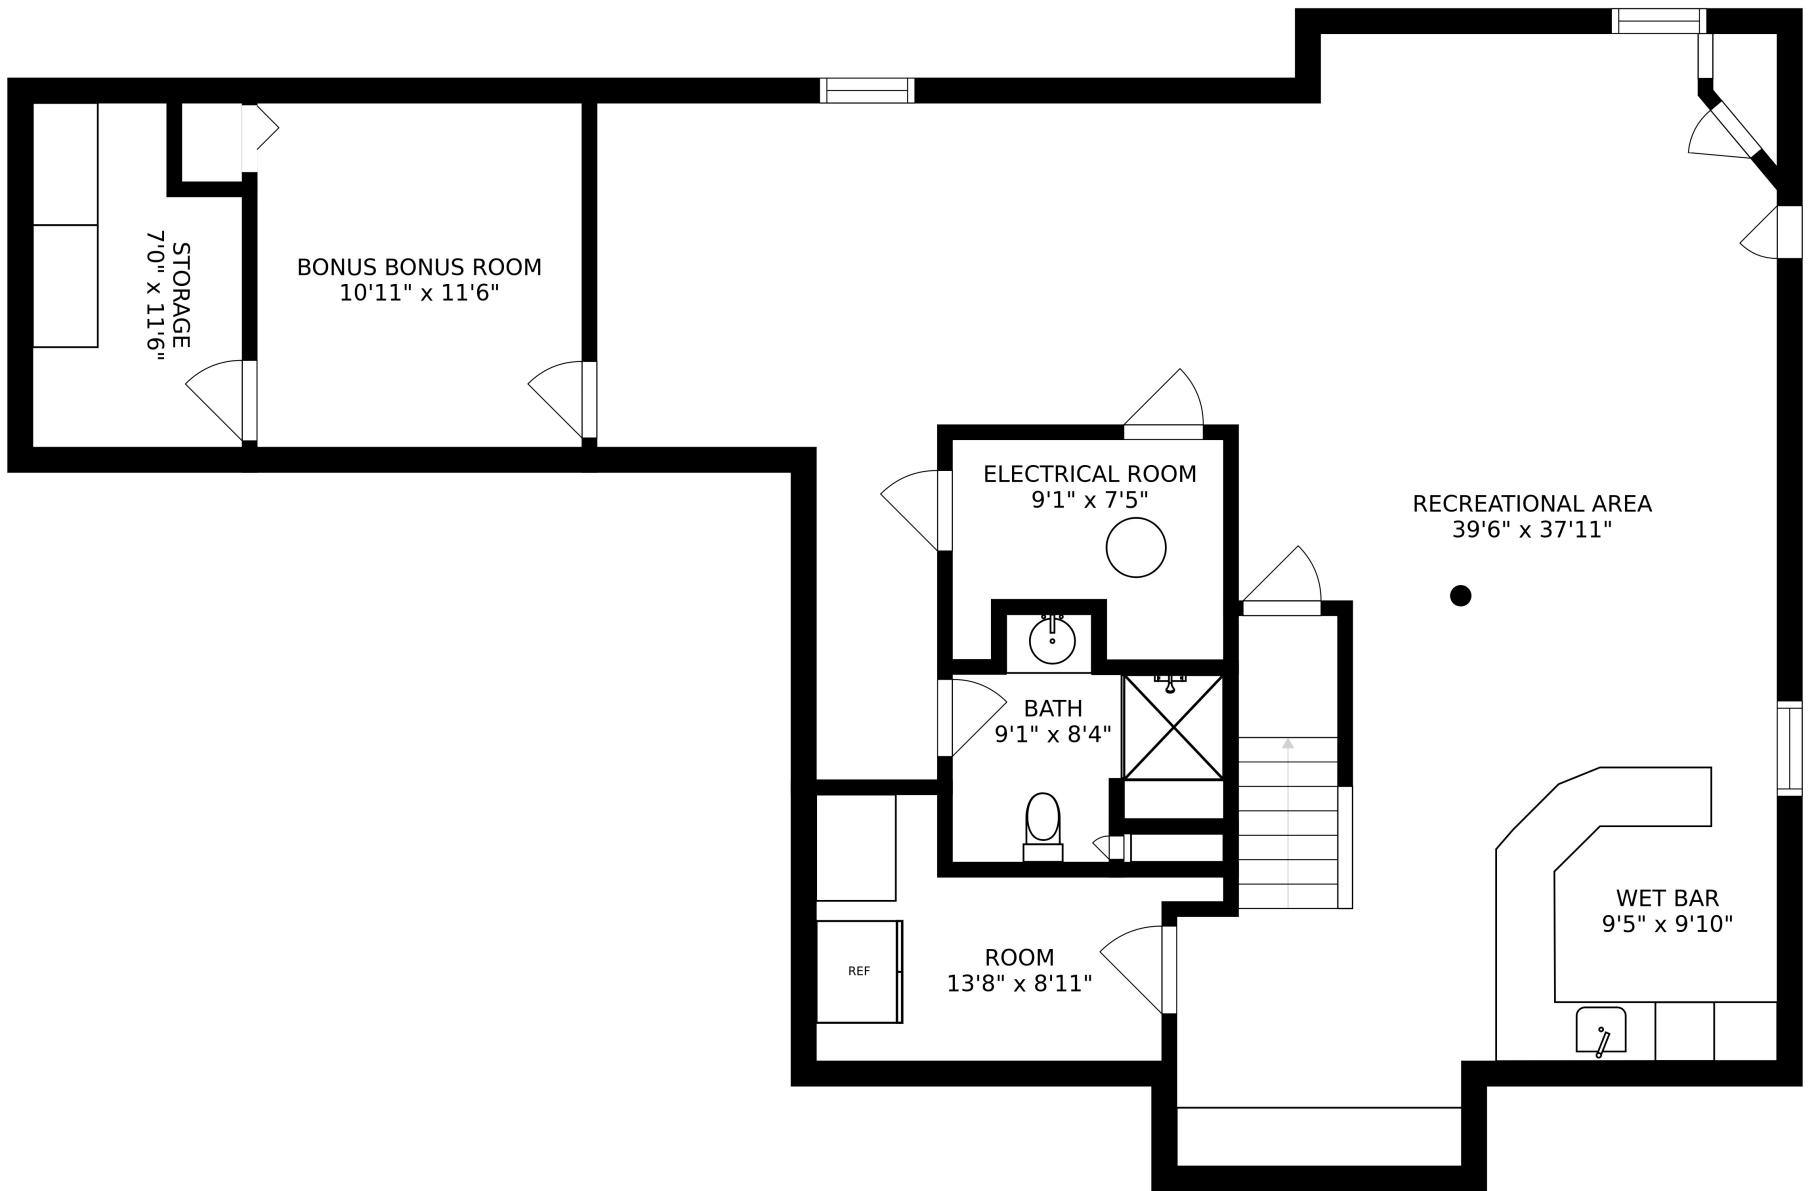 STORAGE
7'0" x 11'6"
BONUS BONUS ROOM
10'11" x 11'6"
ELECTRICAL ROOM
9'1" x 7'5"
RECREATIONAL AREA
39'6" x 37'11"
BATH
9'1" x 8'4"
WET BAR
9'5" x 9'10"
ROOM
13'8" x 8'11"
REF